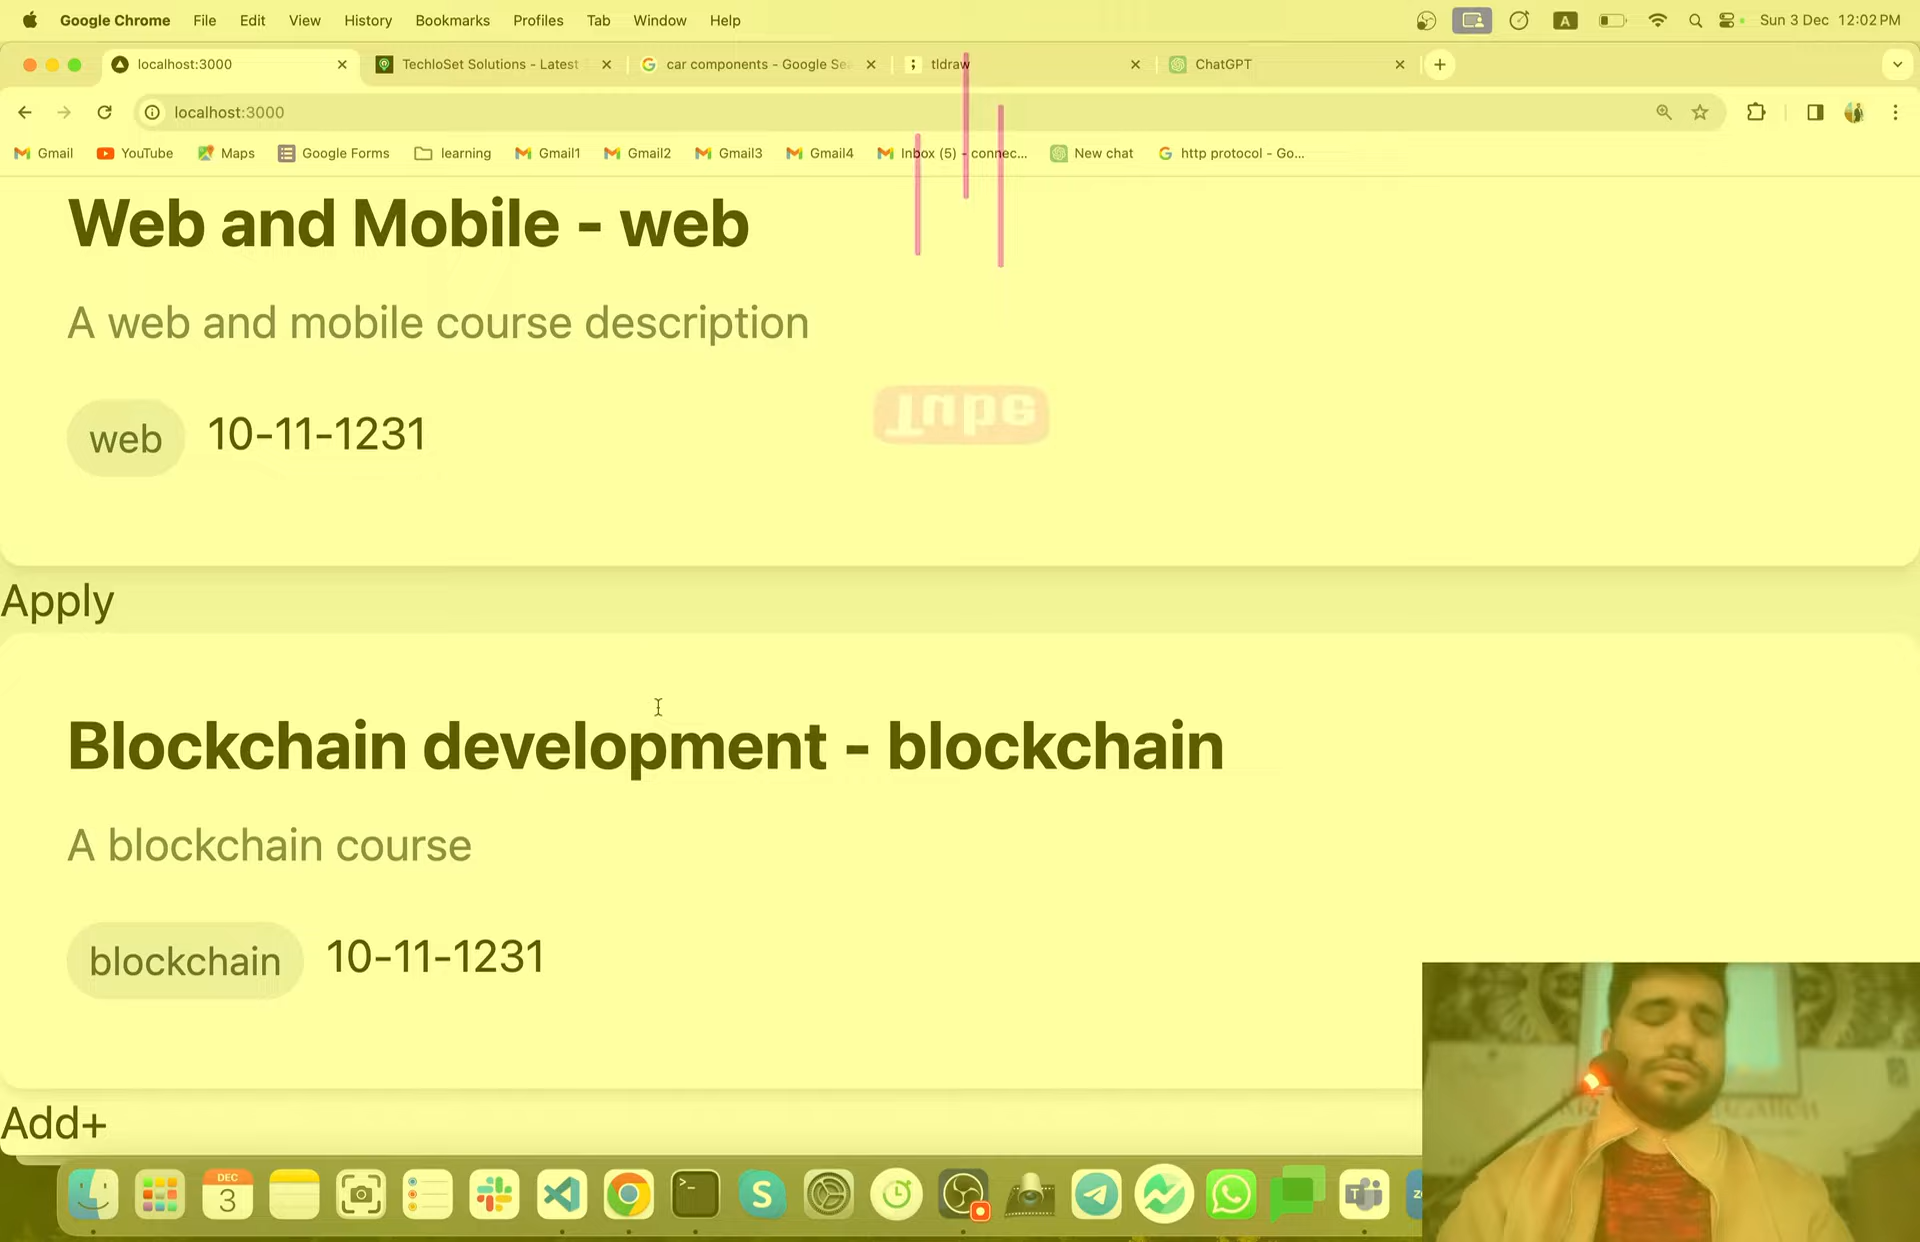 Google Chrome File Edit View History Bookmarks Profiles Tab Window Help A Sun 3 Dec 12:02 PM
localhost:3000 TechloSet Solutions - Latest car components - Google Se tldraw ChatGPT
localhost:3000
Gmail YouTube Maps Google Forms learning Gmail1 Gmail2 Gmail3 Gmail4 Inbox (5) - connec... New chat http protocol - Go...
Web and Mobile - web
A web and mobile course description
Tube
web 10-11-1231
Apply
Blockchain development - blockchain
A blockchain course
blockchain 10-11-1231
Add+
DEC
3